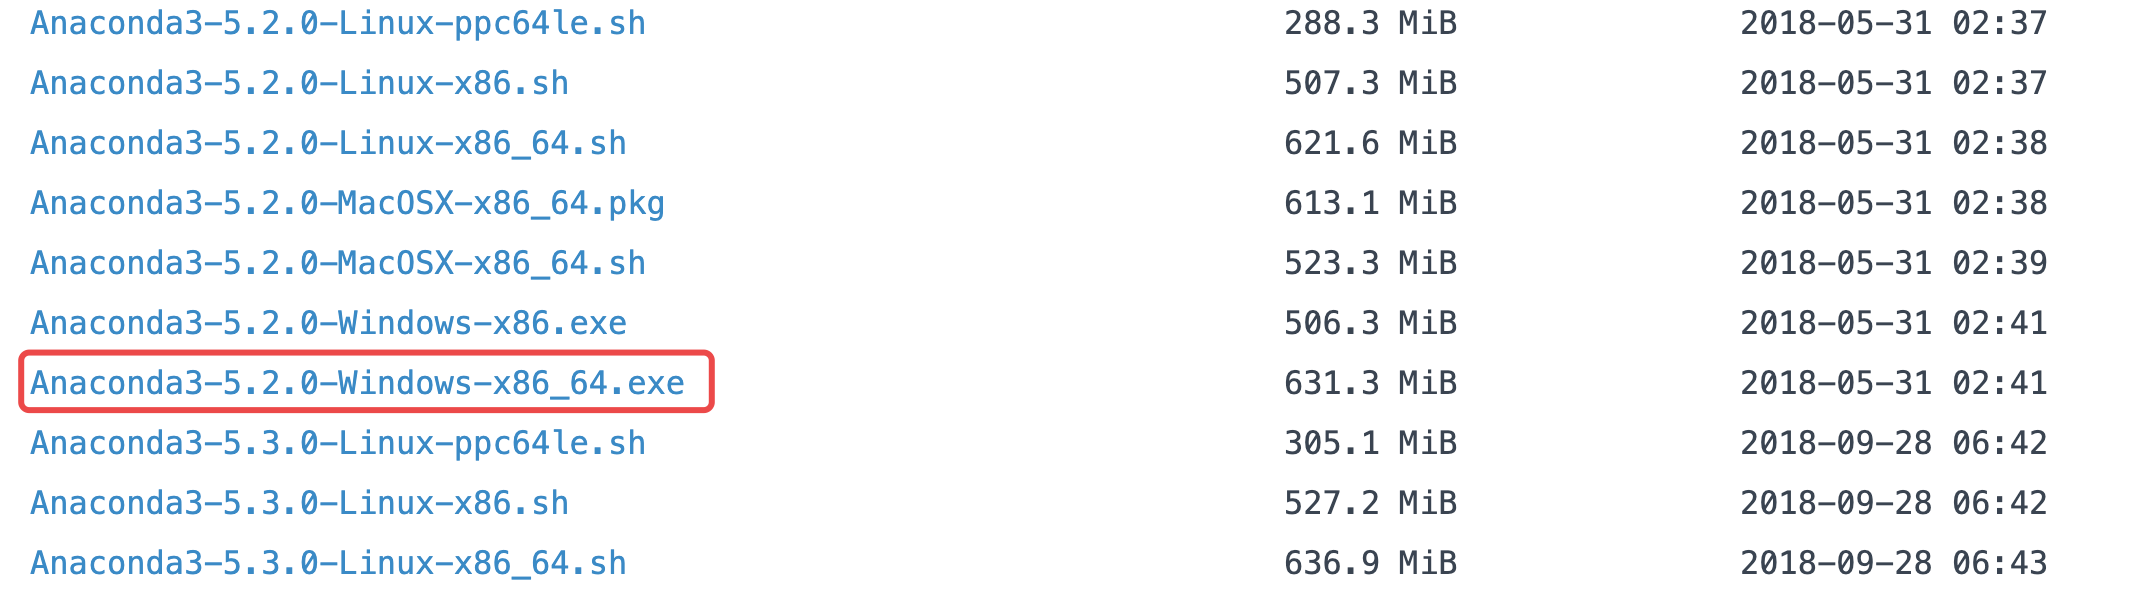 Anaconda3-5.2.0-Linux-ppc64le.sh 288.3 MiB 2018-05-31 02:37
Anaconda3-5.2.0-Linux-x86.sh 507.3 MiB 2018-05-31 02:37
Anaconda3-5.2.0-Linux-x86_64.sh 621.6 MiB 2018-05-31 02:38
Anaconda3-5.2.0-MacOSX-x86_64.pkg 613.1 MiB 2018-05-31 02:38
Anaconda3-5.2.0-MacOSX-x86_64.sh 523.3 MiB 2018-05-31 02:39
Anaconda3-5.2.0-Windows-x86.exe 506.3 MiB 2018-05-31 02:41
Anaconda3-5.2.0-Windows-x86_64.exe 631.3 MiB 2018-05-31 02:41
Anaconda3-5.3.0-Linux-ppc64le.sh 305.1 MiB 2018-09-28 06:42
Anaconda3-5.3.0-Linux-x86.sh 527.2 MiB 2018-09-28 06:42
Anaconda3-5.3.0-Linux-x86_64.sh 636.9 MiB 2018-09-28 06:43